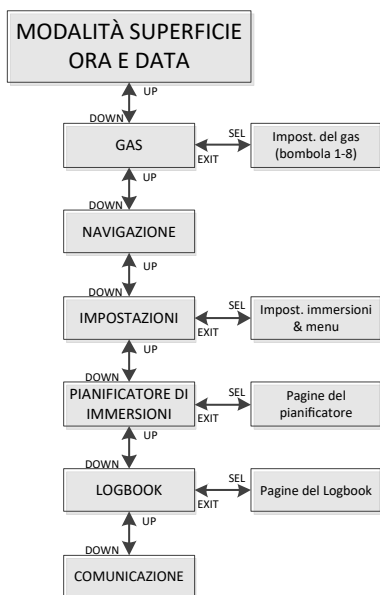 MODALITÀ SUPERFICIE
ORA E DATA
UP
DOWN
GAS
SEL
EXIT
Impost. del gas
(bombola 1-8)
UP
DOWN
NAVIGAZIONE
UP
DOWN
IMPOSTAZIONI
SEL
EXIT
Impost. immersioni
& menu
UP
DOWN
PIANIFICATORE DI
IMMERSIONI
SEL
EXIT
Pagine del
pianificatore
UP
DOWN
LOGBOOK
SEL
EXIT
Pagine del Logbook
UP
DOWN
COMUNICAZIONE